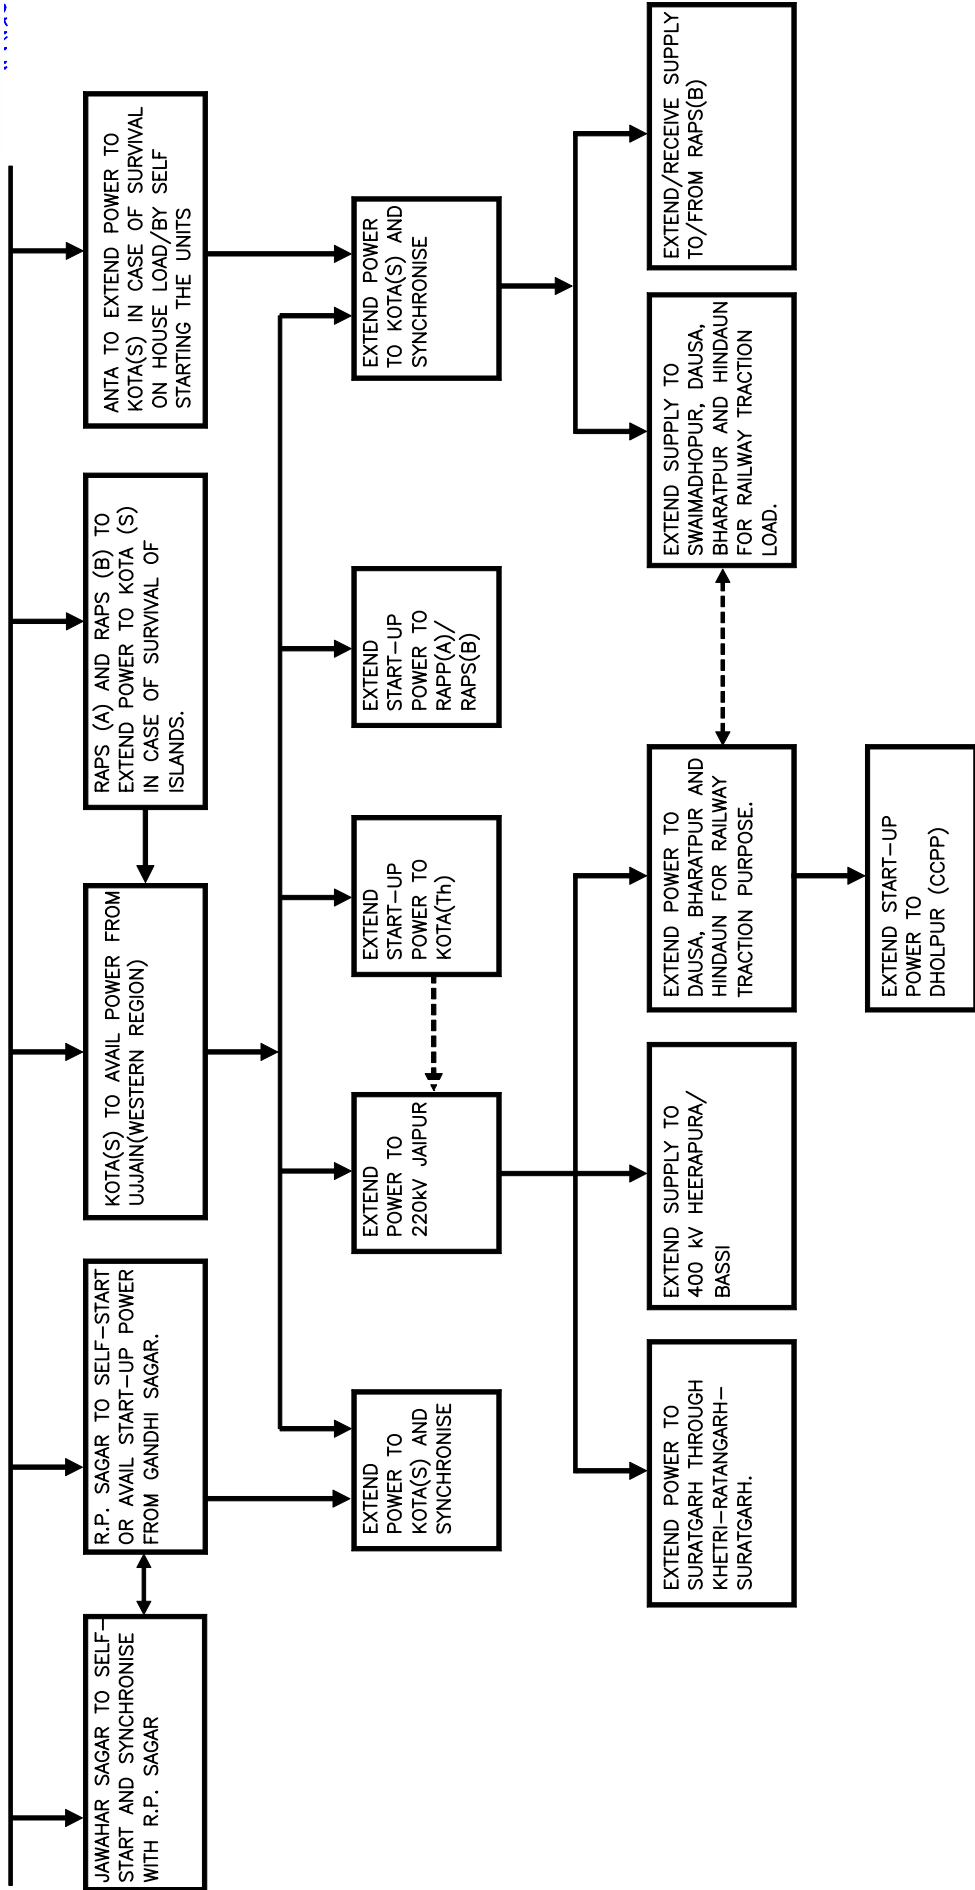 JAWAHAR SAGAR TO SELF-
START AND SYNCHRONISE
WITH R.P. SAGAR
R.P. SAGAR TO SELF-START
OR AVAIL START-UP POWER
FROM GANDHI SAGAR.
KOTA(S) TO AVAIL POWER FROM
UJJAIN(WESTERN REGION)
RAPS (A) AND RAPS (B) TO
EXTEND POWER TO KOTA (S)
IN CASE OF SURVIVAL OF
ISLANDS.
ANTA TO EXTEND POWER TO
KOTA(S) IN CASE OF SURVIVAL
ON HOUSE LOAD/BY SELF
STARTING THE UNITS
EXTEND
POWER TO
KOTA(S) AND
SYNCHRONISE
EXTEND
POWER TO
220kV JAIPUR
EXTEND
START-UP
POWER TO
KOTA(Th)
EXTEND
START-UP
POWER TO
RAPP(A)/
RAPS(B)
EXTEND POWER
TO KOTA(S) AND
SYNCHRONISE
EXTEND POWER TO
SURATGARH THROUGH
KHETRI-RATANGARH-
SURATGARH.
EXTEND SUPPLY TO
400 kV HEERAPURA/
BASSI
EXTEND POWER TO
DAUSA, BHARATPUR AND
HINDAUN FOR RAILWAY
TRACTION PURPOSE.
EXTEND SUPPLY TO
SWAIMADHOPUR, DAUSA,
BHARATPUR AND HINDAUN
FOR RAILWAY TRACTION
LOAD.
EXTEND/RECEIVE SUPPLY
TO/FROM RAPS(B)
EXTEND START-UP
POWER TO
DHOLPUR (CCPP)